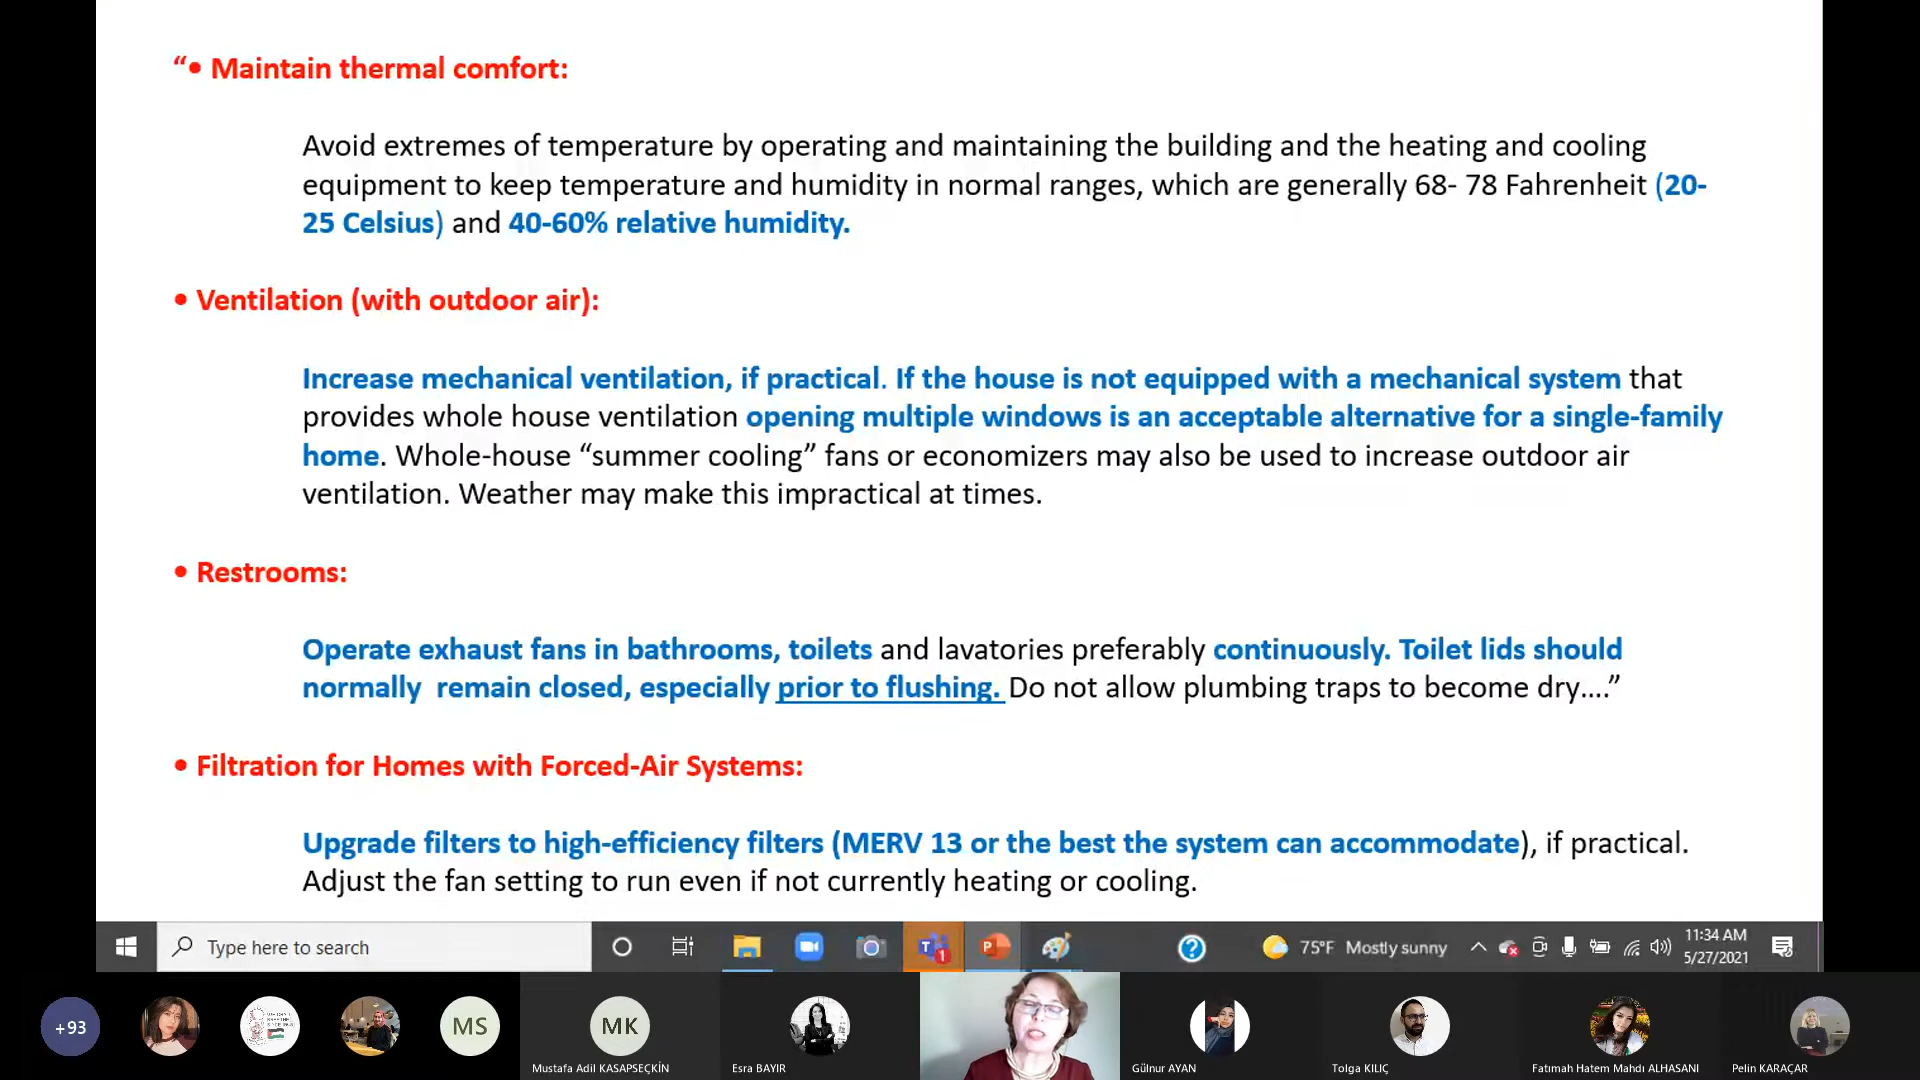 “• Maintain thermal comfort:
Avoid extremes of temperature by operating and maintaining the building and the heating and cooling
equipment to keep temperature and humidity in normal ranges, which are generally 68- 78 Fahrenheit (20-
25 Celsius) and 40-60% relative humidity.
• Ventilation (with outdoor air):
Increase mechanical ventilation, if practical. If the house is not equipped with a mechanical system that
provides whole house ventilation opening multiple windows is an acceptable alternative for a single-family
home. Whole-house “summer cooling” fans or economizers may also be used to increase outdoor air
ventilation. Weather may make this impractical at times.
• Restrooms:
Operate exhaust fans in bathrooms, toilets and lavatories preferably continuously. Toilet lids should
normally  remain closed, especially prior to flushing. Do not allow plumbing traps to become dry....”
• Filtration for Homes with Forced-Air Systems:
Upgrade filters to high-efficiency filters (MERV 13 or the best the system can accommodate), if practical.
Adjust the fan setting to run even if not currently heating or cooling.
Type here to search
T
1
P
?
75°F Mostly sunny
11:34 AM
5/27/2021
+93
MS
MK
Mustafa Adil KASAPSEÇKİN
Esra BAYIR
Gülnur AYAN
Tolga KILIÇ
Fatımah Hatem Mahdı ALHASANI
Pelin KARAÇAR